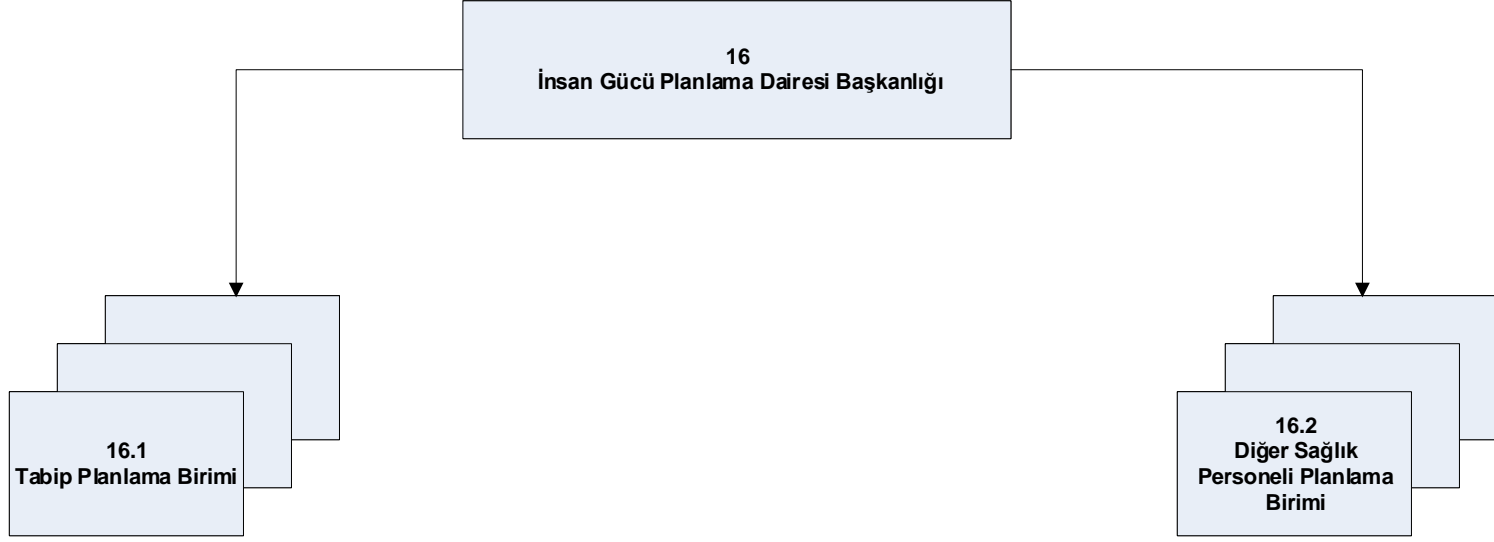 16
İnsan Gücü Planlama Dairesi Başkanlığı
16.1
Tabip Planlama Birimi
16.2
Diğer Sağlık
Personeli Planlama
Birimi